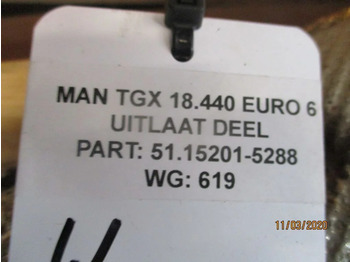 MAN TGX 18.440 EURO 6
UITLAAT DEEL
PART: 51.15201-5288
WG: 619
11/03/2020